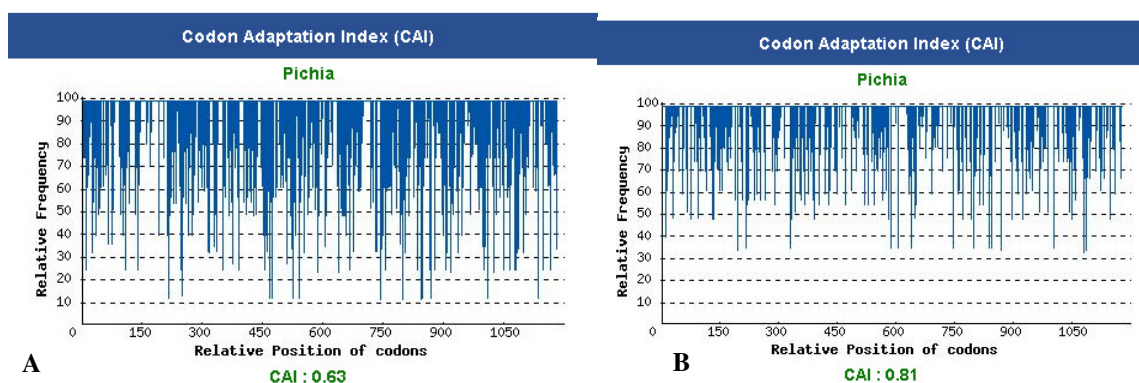 Codon Adaptation Index (CAI)
Pichia
100
90
80
70
60
50
40
30
20
10
0 150 300 450 600 750 900 1050
Relative Frequency
Relative Position of codons
A
CAI : 0.63
Codon Adaptation Index (CAI)
Pichia
100
90
80
70
60
50
40
30
20
10
0 150 300 450 600 750 900 1050
Relative Frequency
Relative Position of codons
B
CAI : 0.81